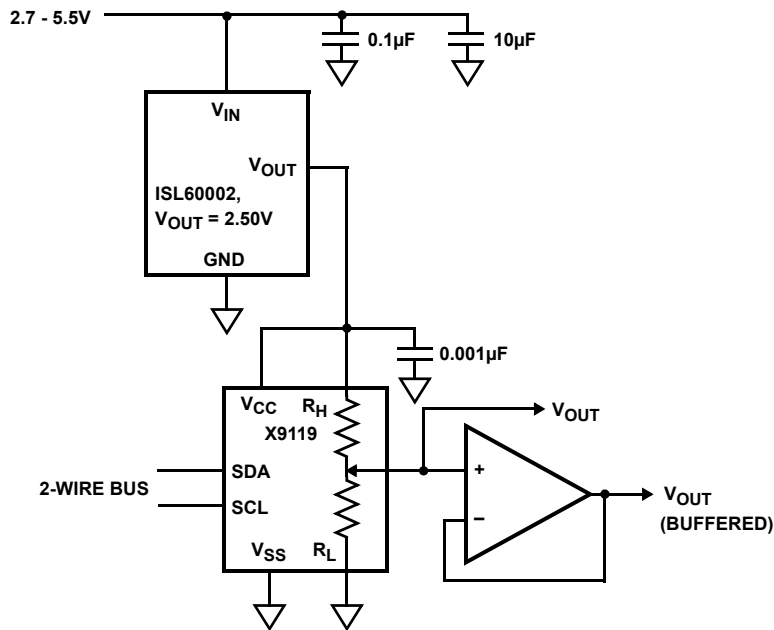 2.7 - 5.5V
0.1µF
10µF
VIN
VOUT
ISL60002,
VOUT = 2.50V
GND
0.001µF
VCC
RH
X9119
VOUT
2-WIRE BUS
SDA
SCL
+
−
VOUT
(BUFFERED)
VSS
RL